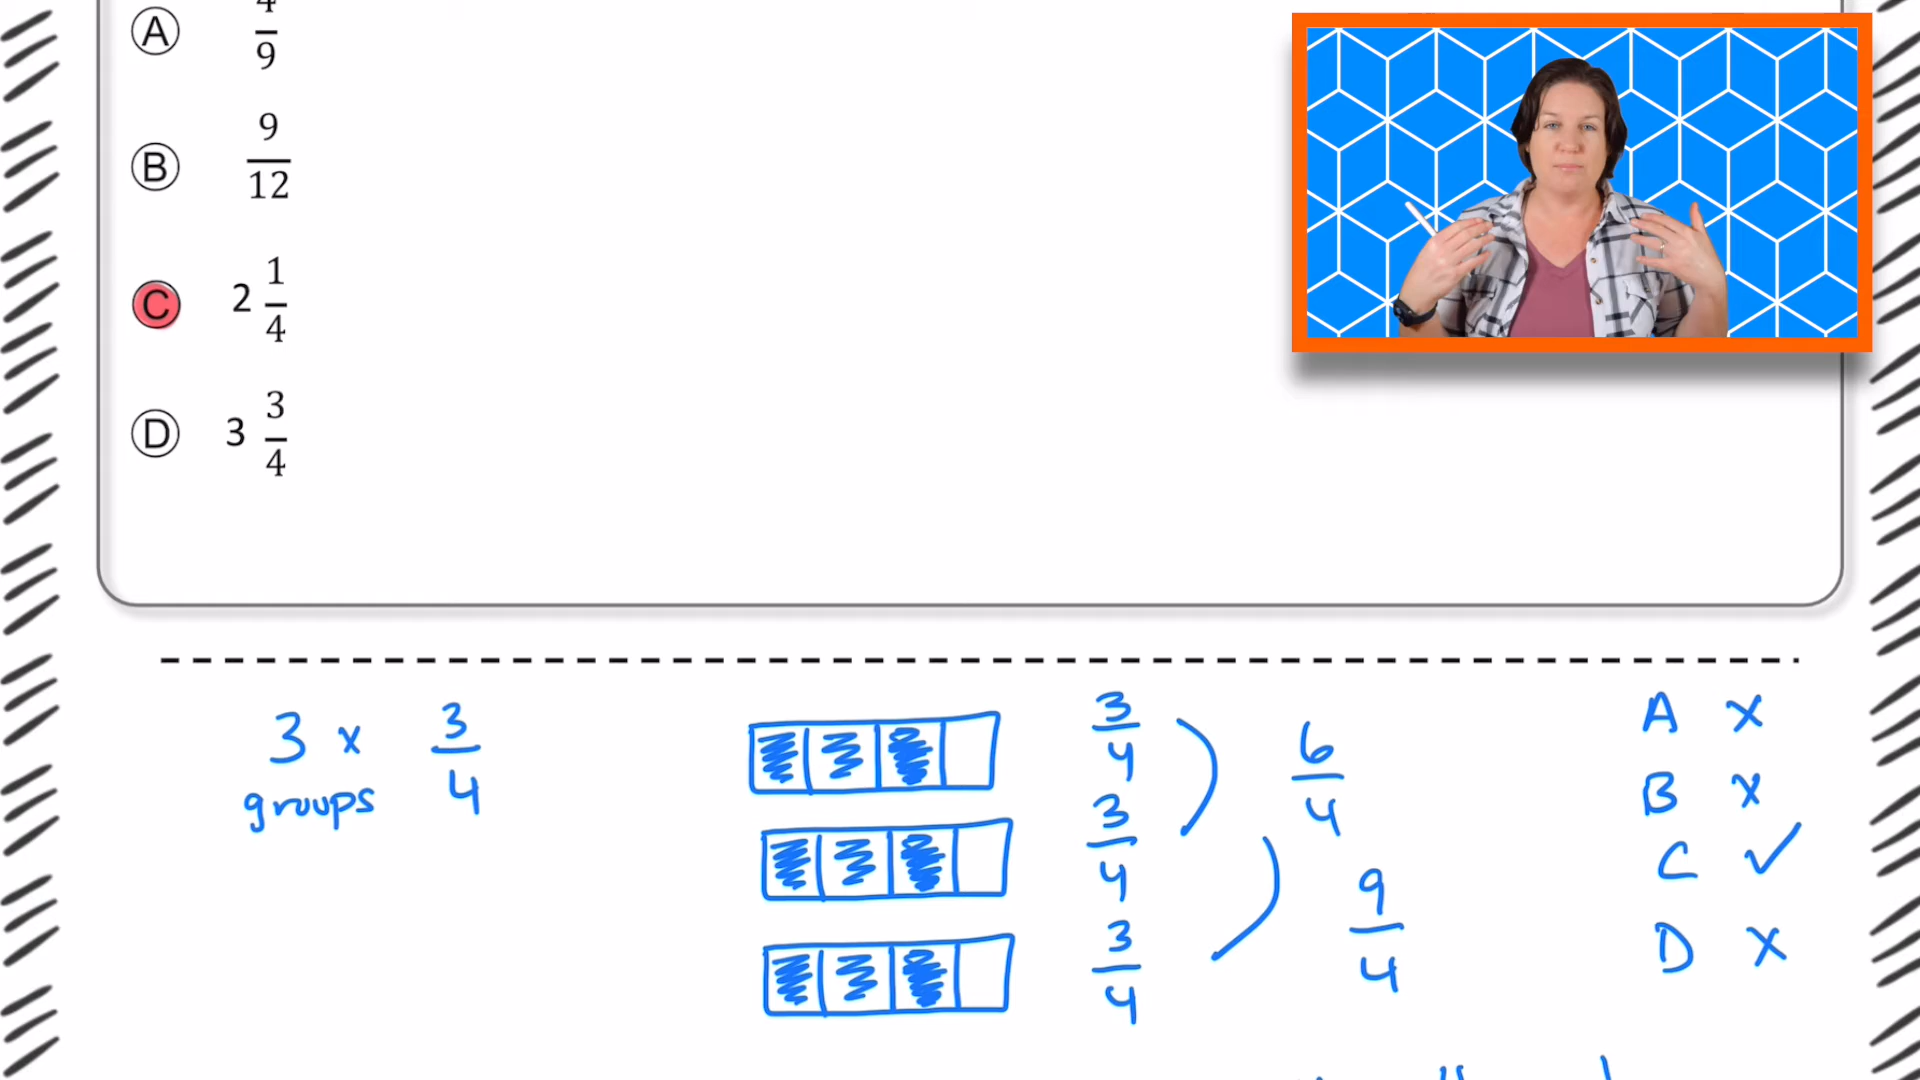 A 4/9
B 9/12
C 2 1/4
D 3 3/4
3 x 3/4
groups
3/4
3/4
3/4
6/4
9/4
A X
B X
C ✓
D X